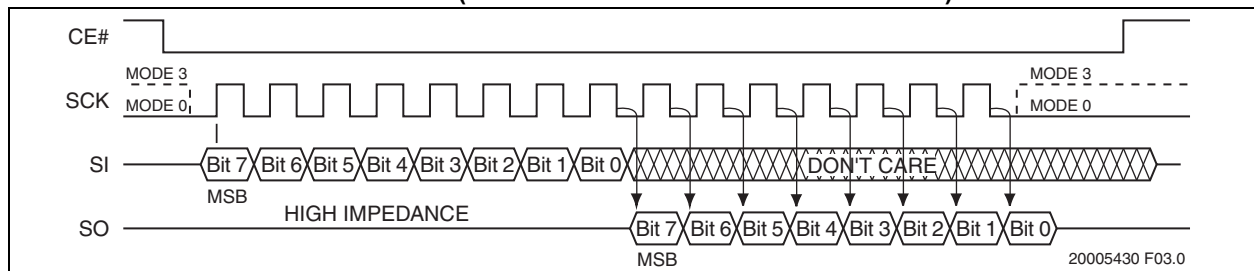 CE#
MODE 3
MODE 3
SCK
MODE 0
MODE 0
SI
Bit 7 Bit 6 Bit 5 Bit 4 Bit 3 Bit 2 Bit 1 Bit 0
DON'T CARE
MSB
HIGH IMPEDANCE
SO
Bit 7 Bit 6 Bit 5 Bit 4 Bit 3 Bit 2 Bit 1 Bit 0
MSB
20005430 F03.0